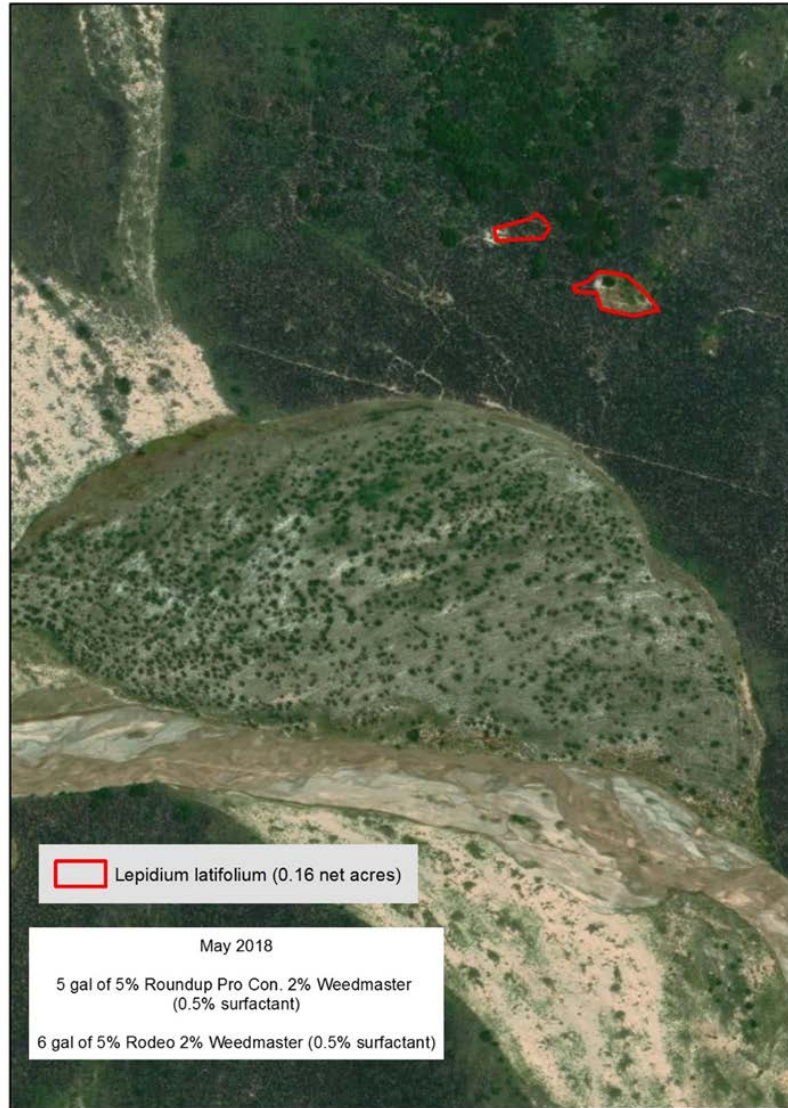 Lepidium latifolium (0.16 net acres)
May 2018
5 gal of 5% Roundup Pro Con. 2% Weedmaster
(0.5% surfactant)
6 gal of 5% Rodeo 2% Weedmaster (0.5% surfactant)